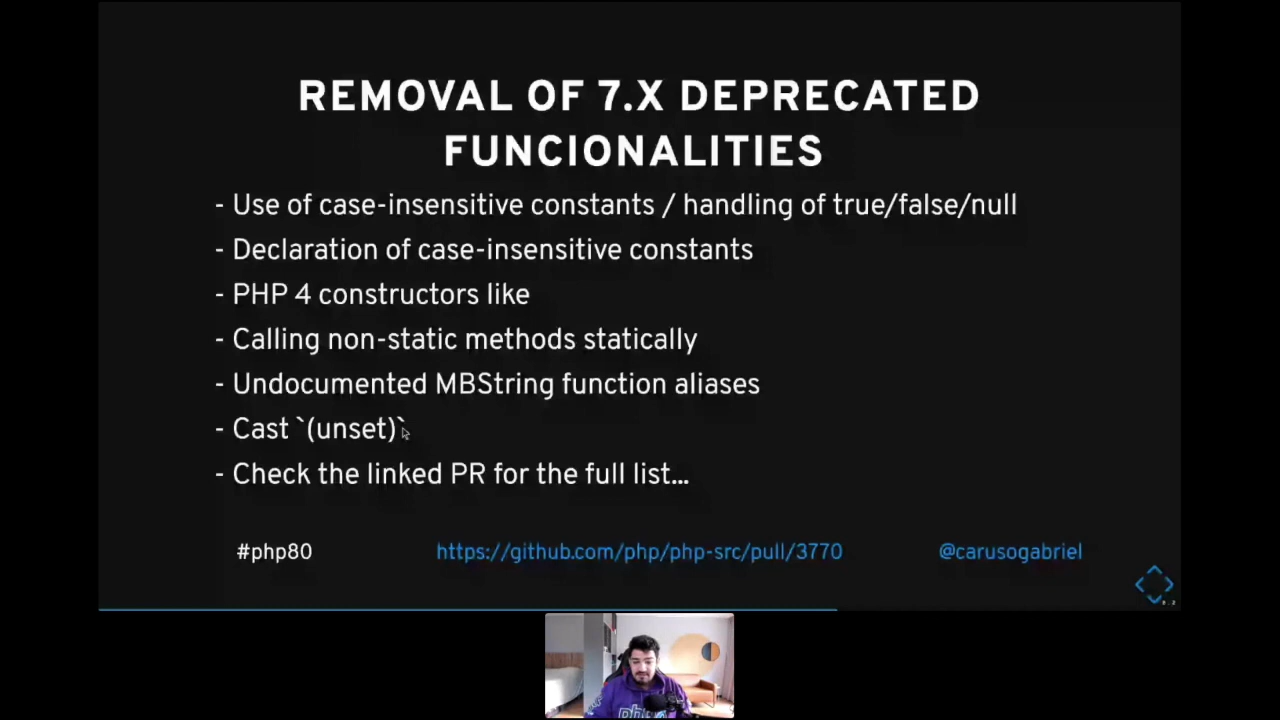 REMOVAL OF 7.X DEPRECATED
FUNCIONALITIES
- Use of case-insensitive constants / handling of true/false/null
- Declaration of case-insensitive constants
- PHP 4 constructors like
- Calling non-static methods statically
- Undocumented MBString function aliases
- Cast `(unset)`
- Check the linked PR for the full list...
#php80 https://github.com/php/php-src/pull/3770 @carusogabriel